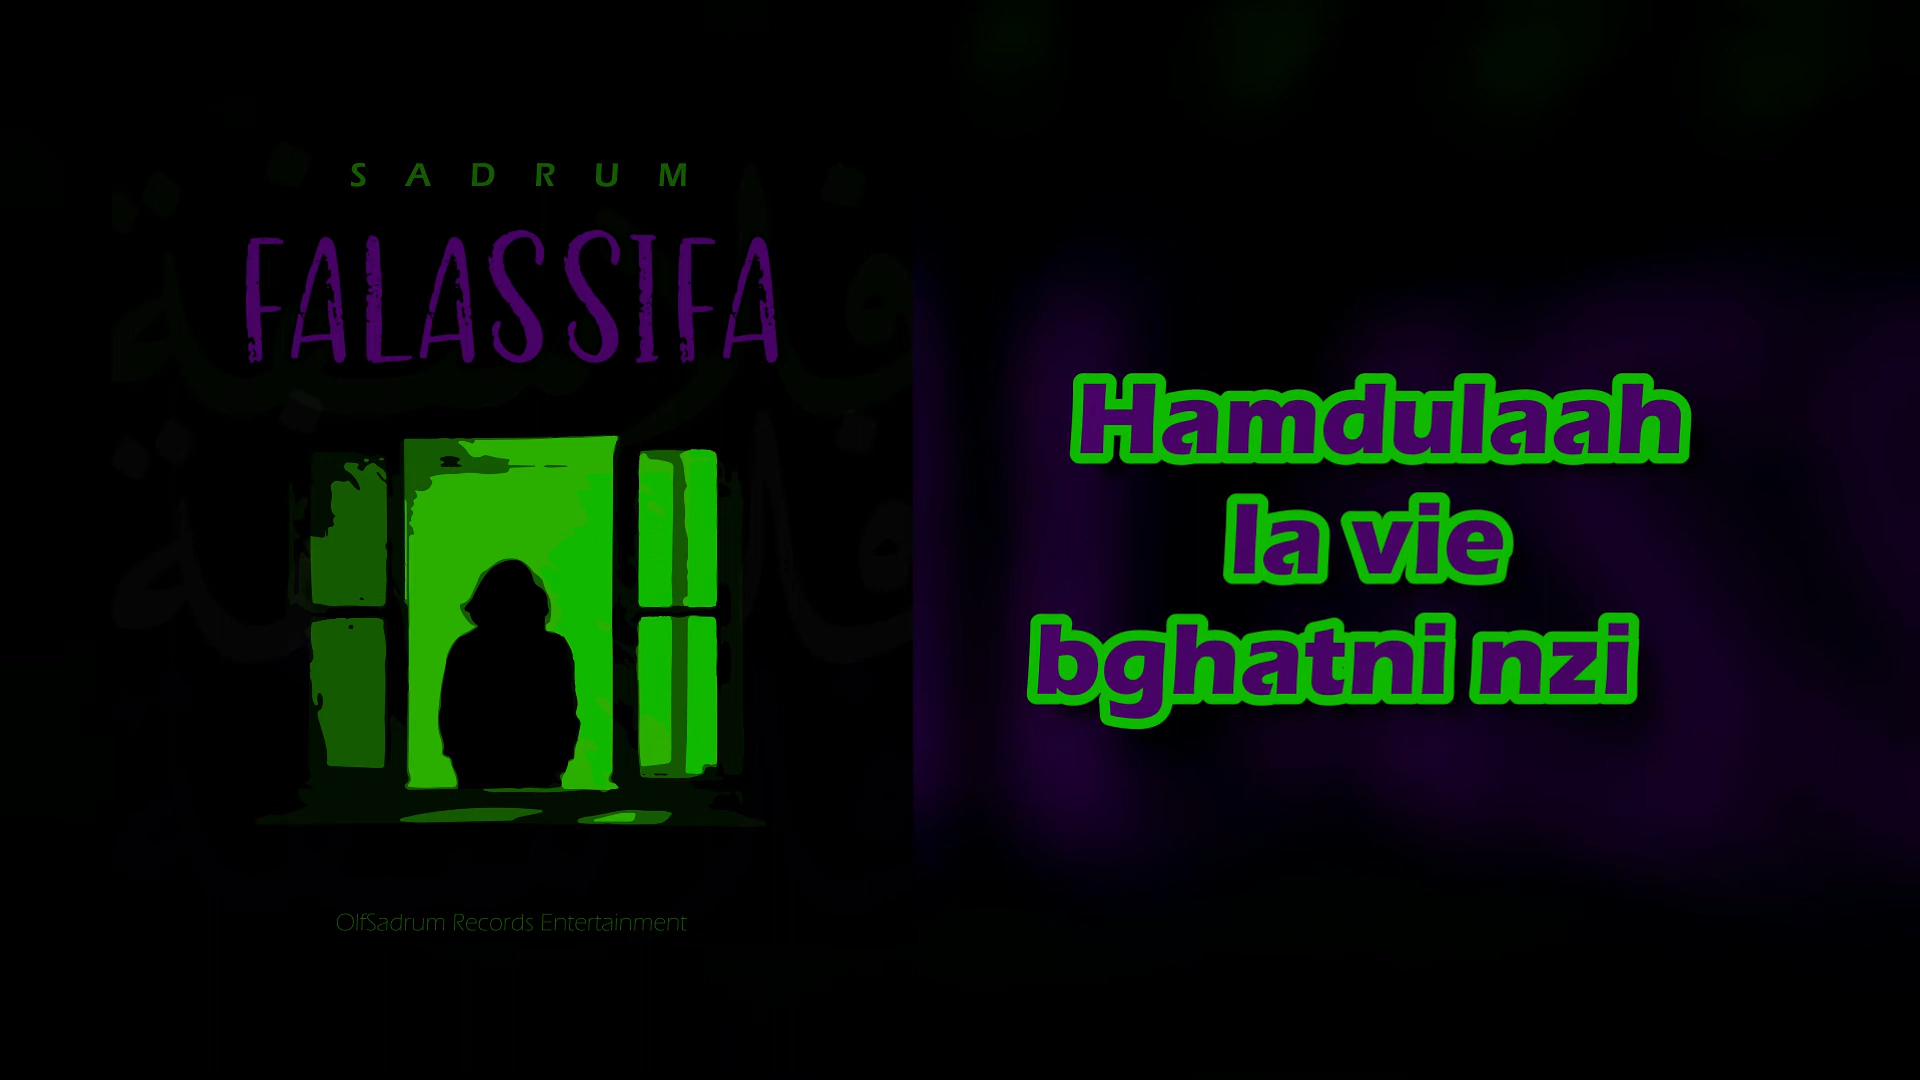 SADRUM
FALASSIFA
OlfSadrum Records Entertainment
Hamdulaah
la vie
bghatni nzi